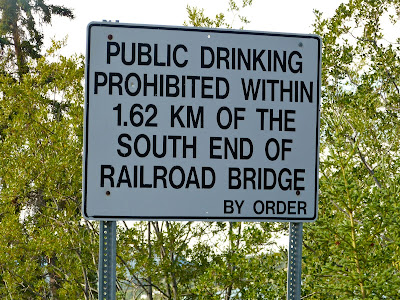 PUBLIC DRINKING
PROHIBITED WITHIN
1.62 KM OF THE
SOUTH END OF
RAILROAD BRIDGE
BY ORDER